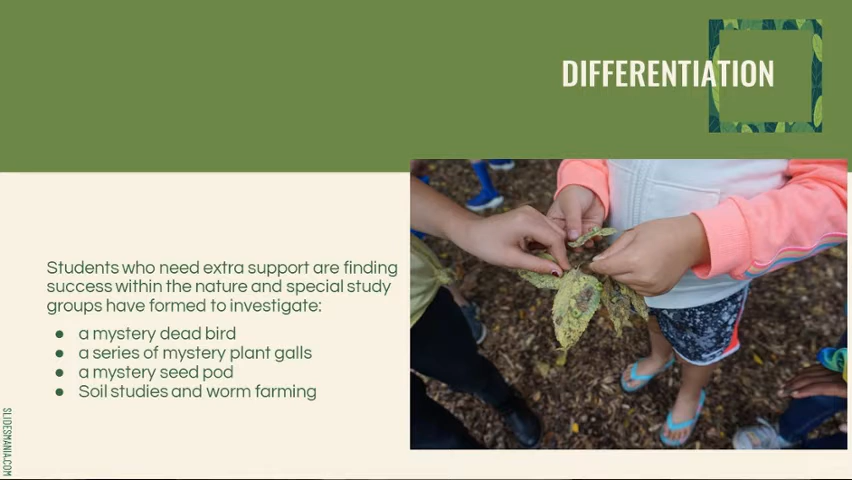 DIFFERENTIATION
Students who need extra support are finding
success within the nature and special study
groups have formed to investigate:
● a mystery dead bird
● a series of mystery plant galls
● a mystery seed pod
● Soil studies and worm farming
SLIDESMANIA.COM